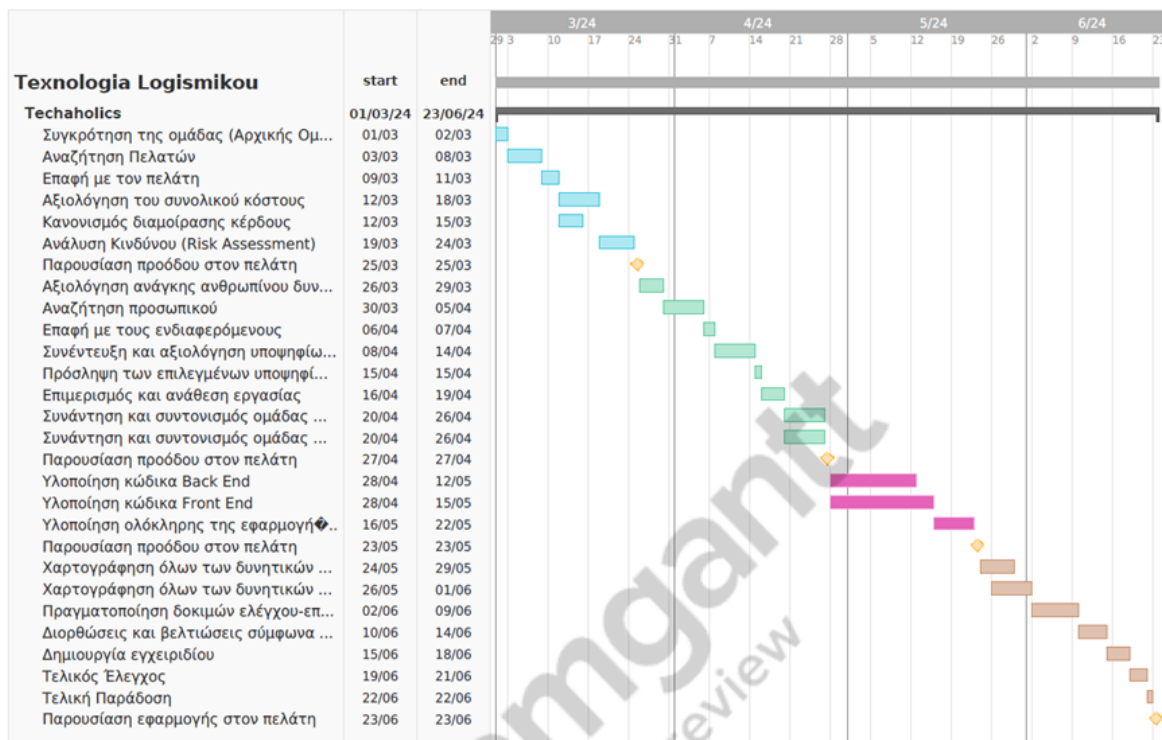 3/24 4/24 5/24 6/24
29 3 10 17 24 31 7 14 21 28 5 12 19 26 2 9 16 23
Texnologia Logismikou start end
Techaholics 01/03/24 23/06/24
Συγκρότηση της ομάδας (Αρχικής Ομ... 01/03 02/03
Αναζήτηση Πελατών 03/03 08/03
Επαφή με τον πελάτη 09/03 11/03
Αξιολόγηση του συνολικού κόστους 12/03 18/03
Κανονισμός διαμοίρασης κέρδους 12/03 15/03
Ανάλυση Κινδύνου (Risk Assessment) 19/03 24/03
Παρουσίαση προόδου στον πελάτη 25/03 25/03
Αξιολόγηση ανάγκης ανθρωπίνου δυν... 26/03 29/03
Αναζήτηση προσωπικού 30/03 05/04
Επαφή με τους ενδιαφερόμενους 06/04 07/04
Συνέντευξη και αξιολόγηση υποψηφίω... 08/04 14/04
Πρόσληψη των επιλεγμένων υποψηφί... 15/04 15/04
Επιμερισμός και ανάθεση εργασίας 16/04 19/04
Συνάντηση και συντονισμός ομάδας ... 20/04 26/04
Συνάντηση και συντονισμός ομάδας ... 20/04 26/04
Παρουσίαση προόδου στον πελάτη 27/04 27/04
Υλοποίηση κώδικα Back End 28/04 12/05
Υλοποίηση κώδικα Front End 28/04 15/05
Υλοποίηση ολόκληρης της εφαρμογή�.. 16/05 22/05
Παρουσίαση προόδου στον πελάτη 23/05 23/05
Χαρτογράφηση όλων των δυνητικών ... 24/05 29/05
Χαρτογράφηση όλων των δυνητικών ... 26/05 01/06
Πραγματοποίηση δοκιμών ελέγχου-επ... 02/06 09/06
Διορθώσεις και βελτιώσεις σύμφωνα ... 10/06 14/06
Δημιουργία εγχειριδίου 15/06 18/06
Τελικός Έλεγχος 19/06 21/06
Τελική Παράδοση 22/06 22/06
Παρουσίαση εφαρμογής στον πελάτη 23/06 23/06
mgantt
review